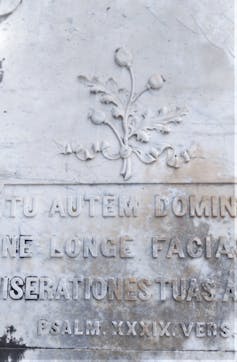 TU AUTEM DOMIN
NE LONGE FACIA
ISERATIONES TUAS A
PSALM. XXXIX. VERS